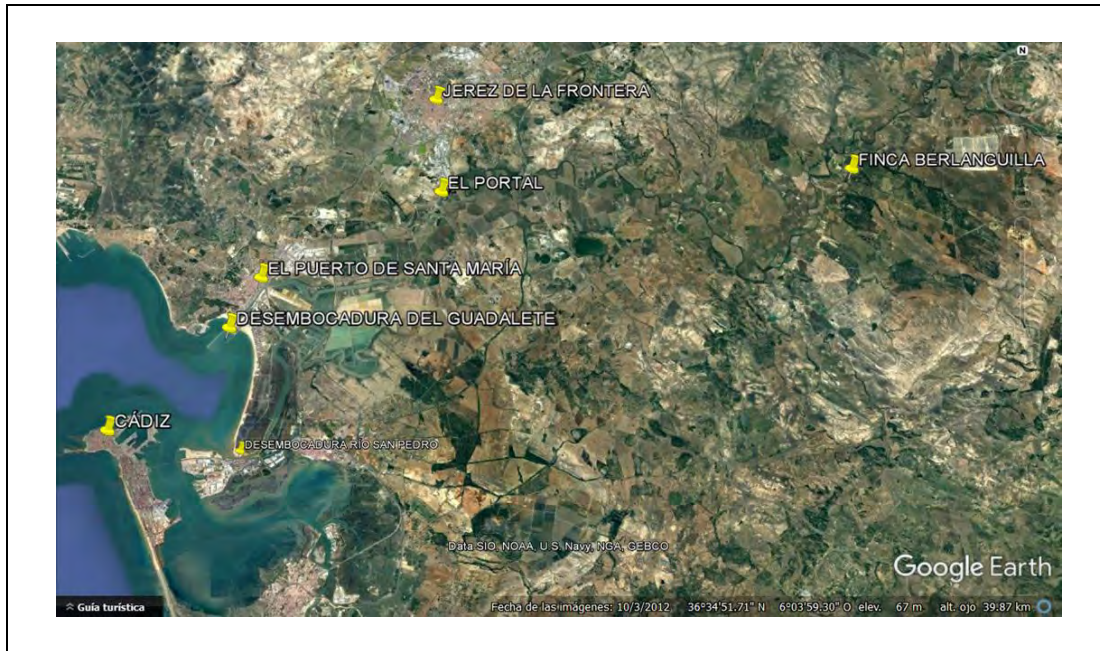 N
JEREZ DE LA FRONTERA
FINCA BERLANGUILLA
EL PORTAL
EL PUERTO DE SANTA MARÍA
DESEMBOCADURA DEL GUADALETE
CÁDIZ
DESEMBOCADURA RÍO SAN PEDRO
Data SIO, NOAA, U.S. Navy, NGA, GEBCO
Google Earth
Guía turística
Fecha de las imágenes: 10/3/2012 36°34'51.71" N 6°03'59.30" O elev. 67 m alt. ojo 39.87 km